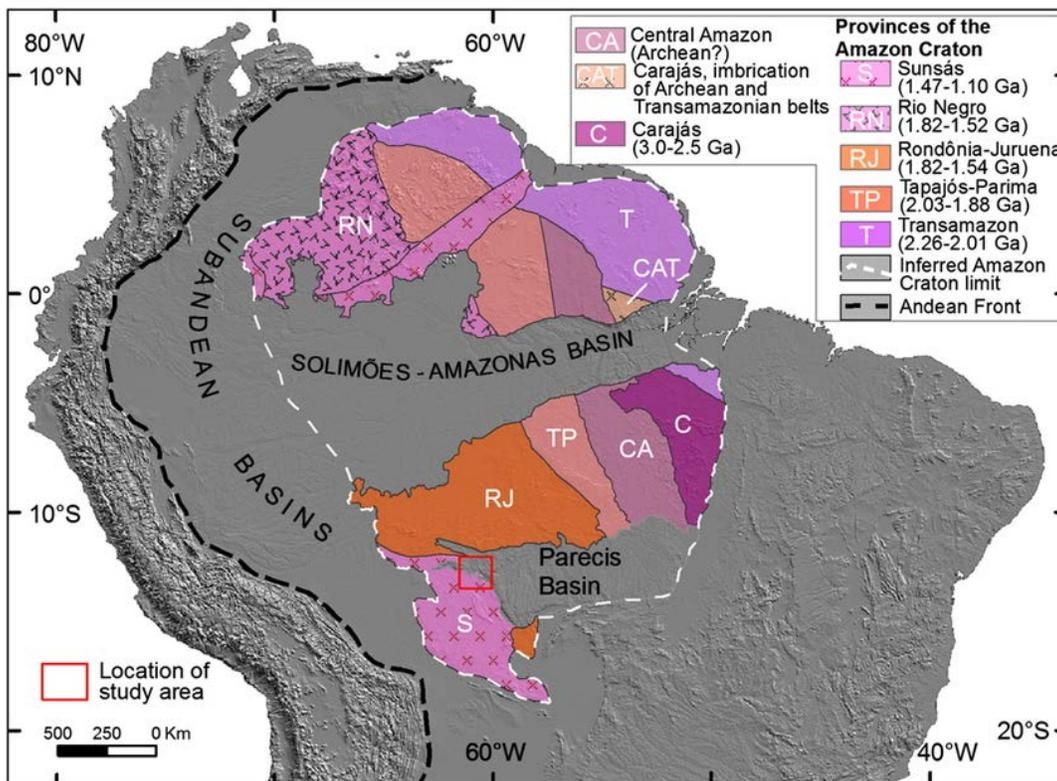 80°W
60°W
10°N
0°
10°S
CA
Central Amazon
(Archean?)
CAT
Carajás, imbrication
of Archean and
Transamazonian belts
C
Carajás
(3.0-2.5 Ga)
Provinces of the
Amazon Craton
S
Sunsás
(1.47-1.10 Ga)
RN
Rio Negro
(1.82-1.52 Ga)
RJ
Rondônia-Juruena
(1.82-1.54 Ga)
TP
Tapajós-Parima
(2.03-1.88 Ga)
T
Transamazon
(2.26-2.01 Ga)
Inferred Amazon
Craton limit
Andean Front
RN
T
CAT
SUBANDEAN
BASINS
SOLIMÕES - AMAZONAS BASIN
TP
CA
C
RJ
Parecis
Basin
S
Location of
study area
500 250 0 Km
60°W
40°W
20°S